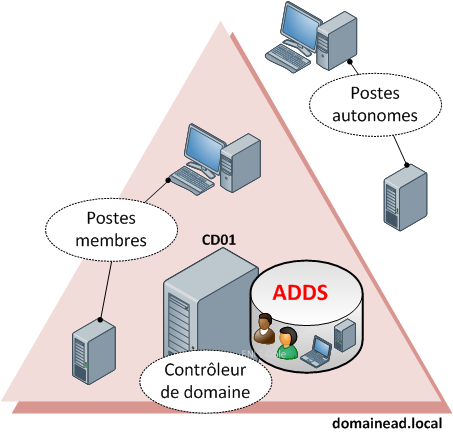 Postes
autonomes
Postes
membres
CD01
ADDS
Contrôleur
de domaine
domainead.local